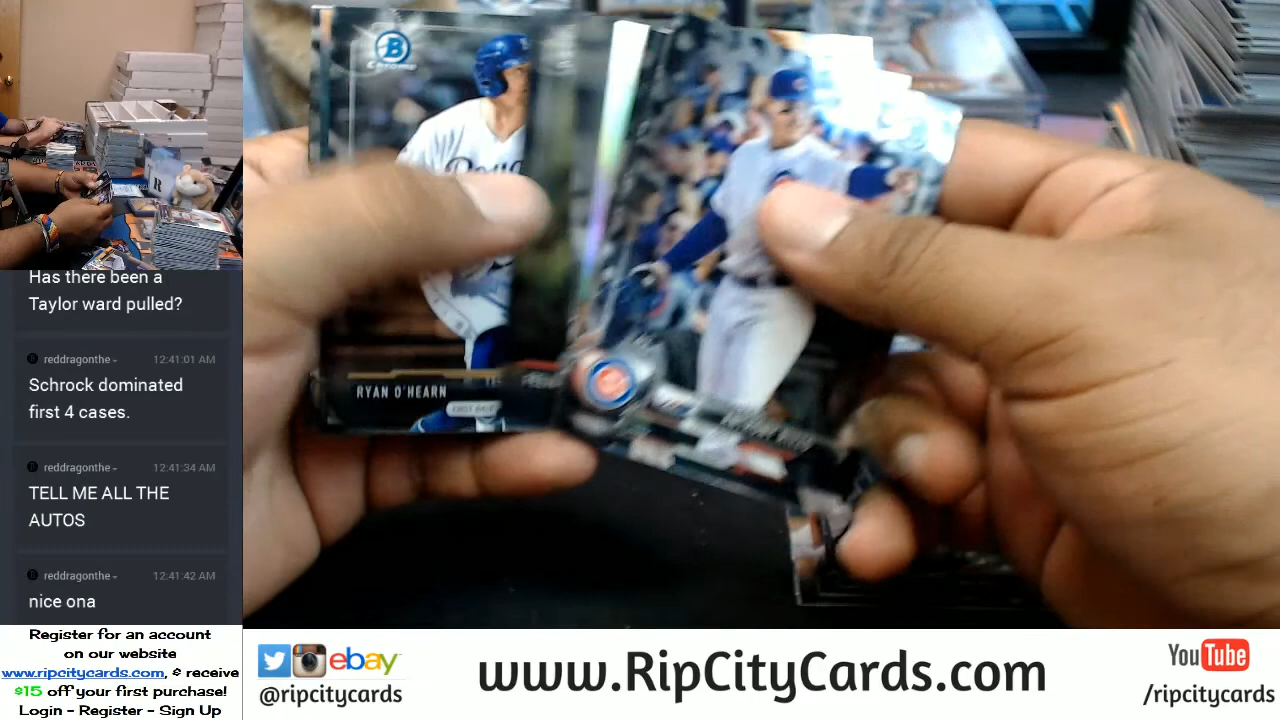 Has there been a
Taylor ward pulled?
reddragonthe 12:41:01 AM
Schrock dominated
first 4 cases.
reddragonthe 12:41:34 AM
TELL ME ALL THE
AUTOS
reddragonthe 12:41:42 AM
nice ona
Register for an account
on our website
www.ripcitycards.com, & receive
$15 off your first purchase!
Login - Register - Sign Up
B
Chrome
Royals
RYAN O'HEARN
ebay
@ripcitycards
www.RipCityCards.com
YouTube
/ripcitycards